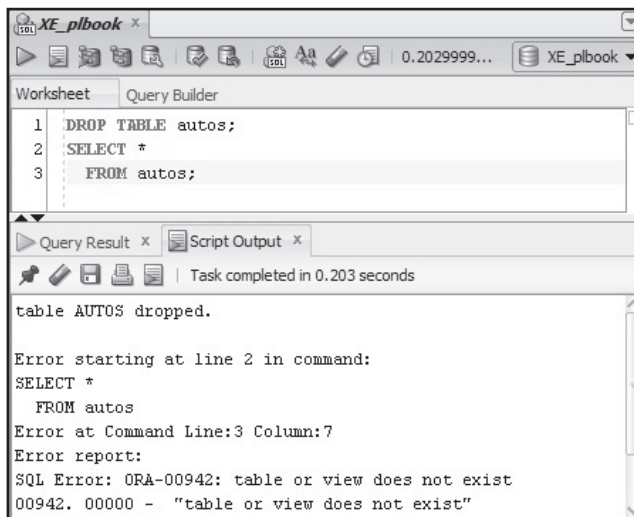 XE_plbook
SQL
SQL Aa 0.2029999... XE_plbook
Worksheet Query Builder
1 DROP TABLE autos;
2 SELECT *
3 FROM autos;
Query Result x Script Output x
Task completed in 0.203 seconds
table AUTOS dropped.
Error starting at line 2 in command:
SELECT *
FROM autos
Error at Command Line:3 Column:7
Error report:
SQL Error: ORA-00942: table or view does not exist
00942. 00000 - "table or view does not exist"